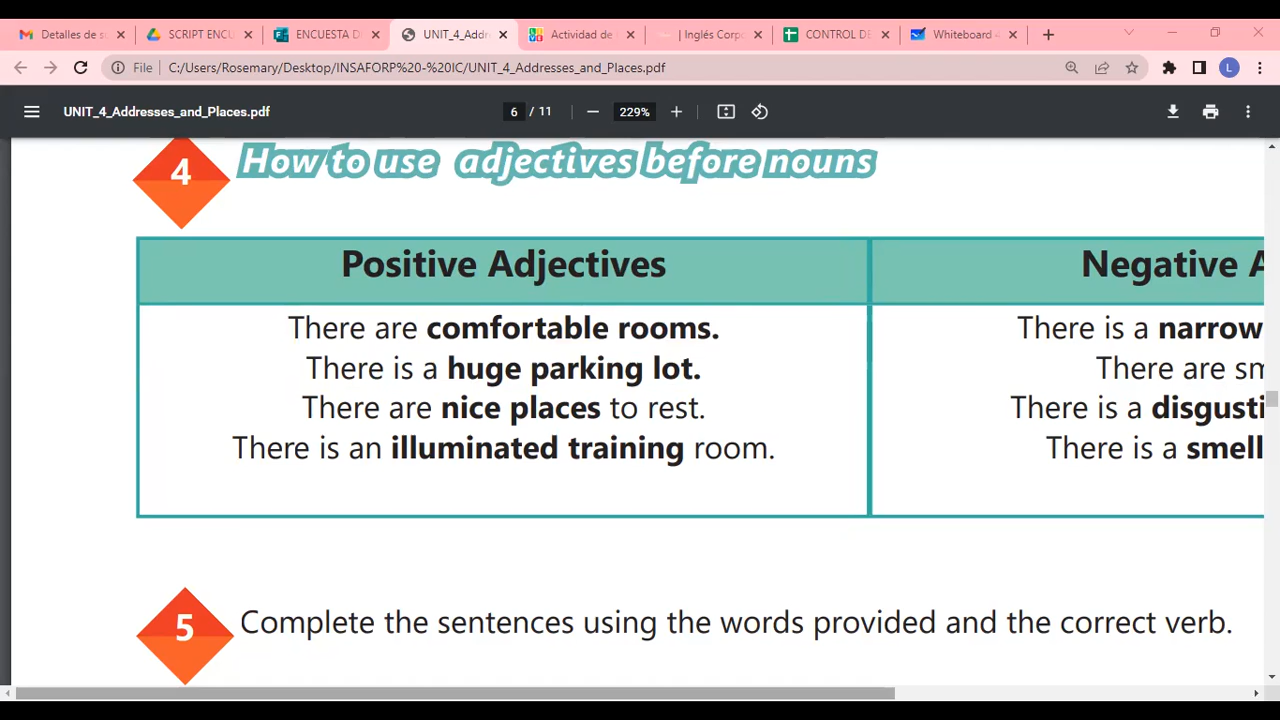 Detalles de su
SCRIPT ENCU
ENCUESTA D
UNIT_4_Addr
Actividad de
| Inglés Corpo
CONTROL DE
Whiteboard
File | C:/Users/Rosemary/Desktop/INSAFORP%20-%20IC/UNIT_4_Addresses_and_Places.pdf
L
UNIT_4_Addresses_and_Places.pdf
6 / 11
229%
4 How to use adjectives before nouns
Positive Adjectives
There are comfortable rooms.
There is a huge parking lot.
There are nice places to rest.
There is an illuminated training room.
Negative A
There is a narrow
There are sm
There is a disgusti
There is a smell
5 Complete the sentences using the words provided and the correct verb.